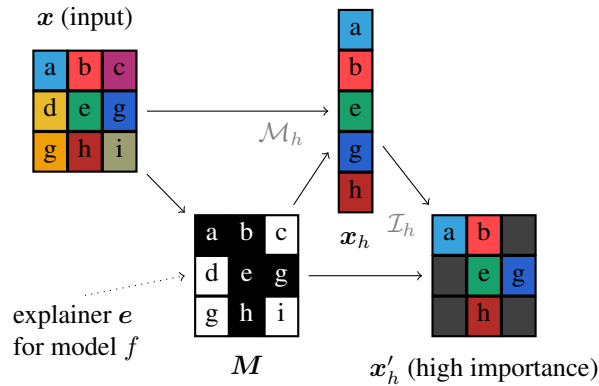 x (input)
a b c
d e g
g h i
a
b
e
g
h
x_h
ℳ_h
a b c
d e g
g h i
M
explainer e
for model f
ℐ_h
a b
e g
h
x′_h (high importance)